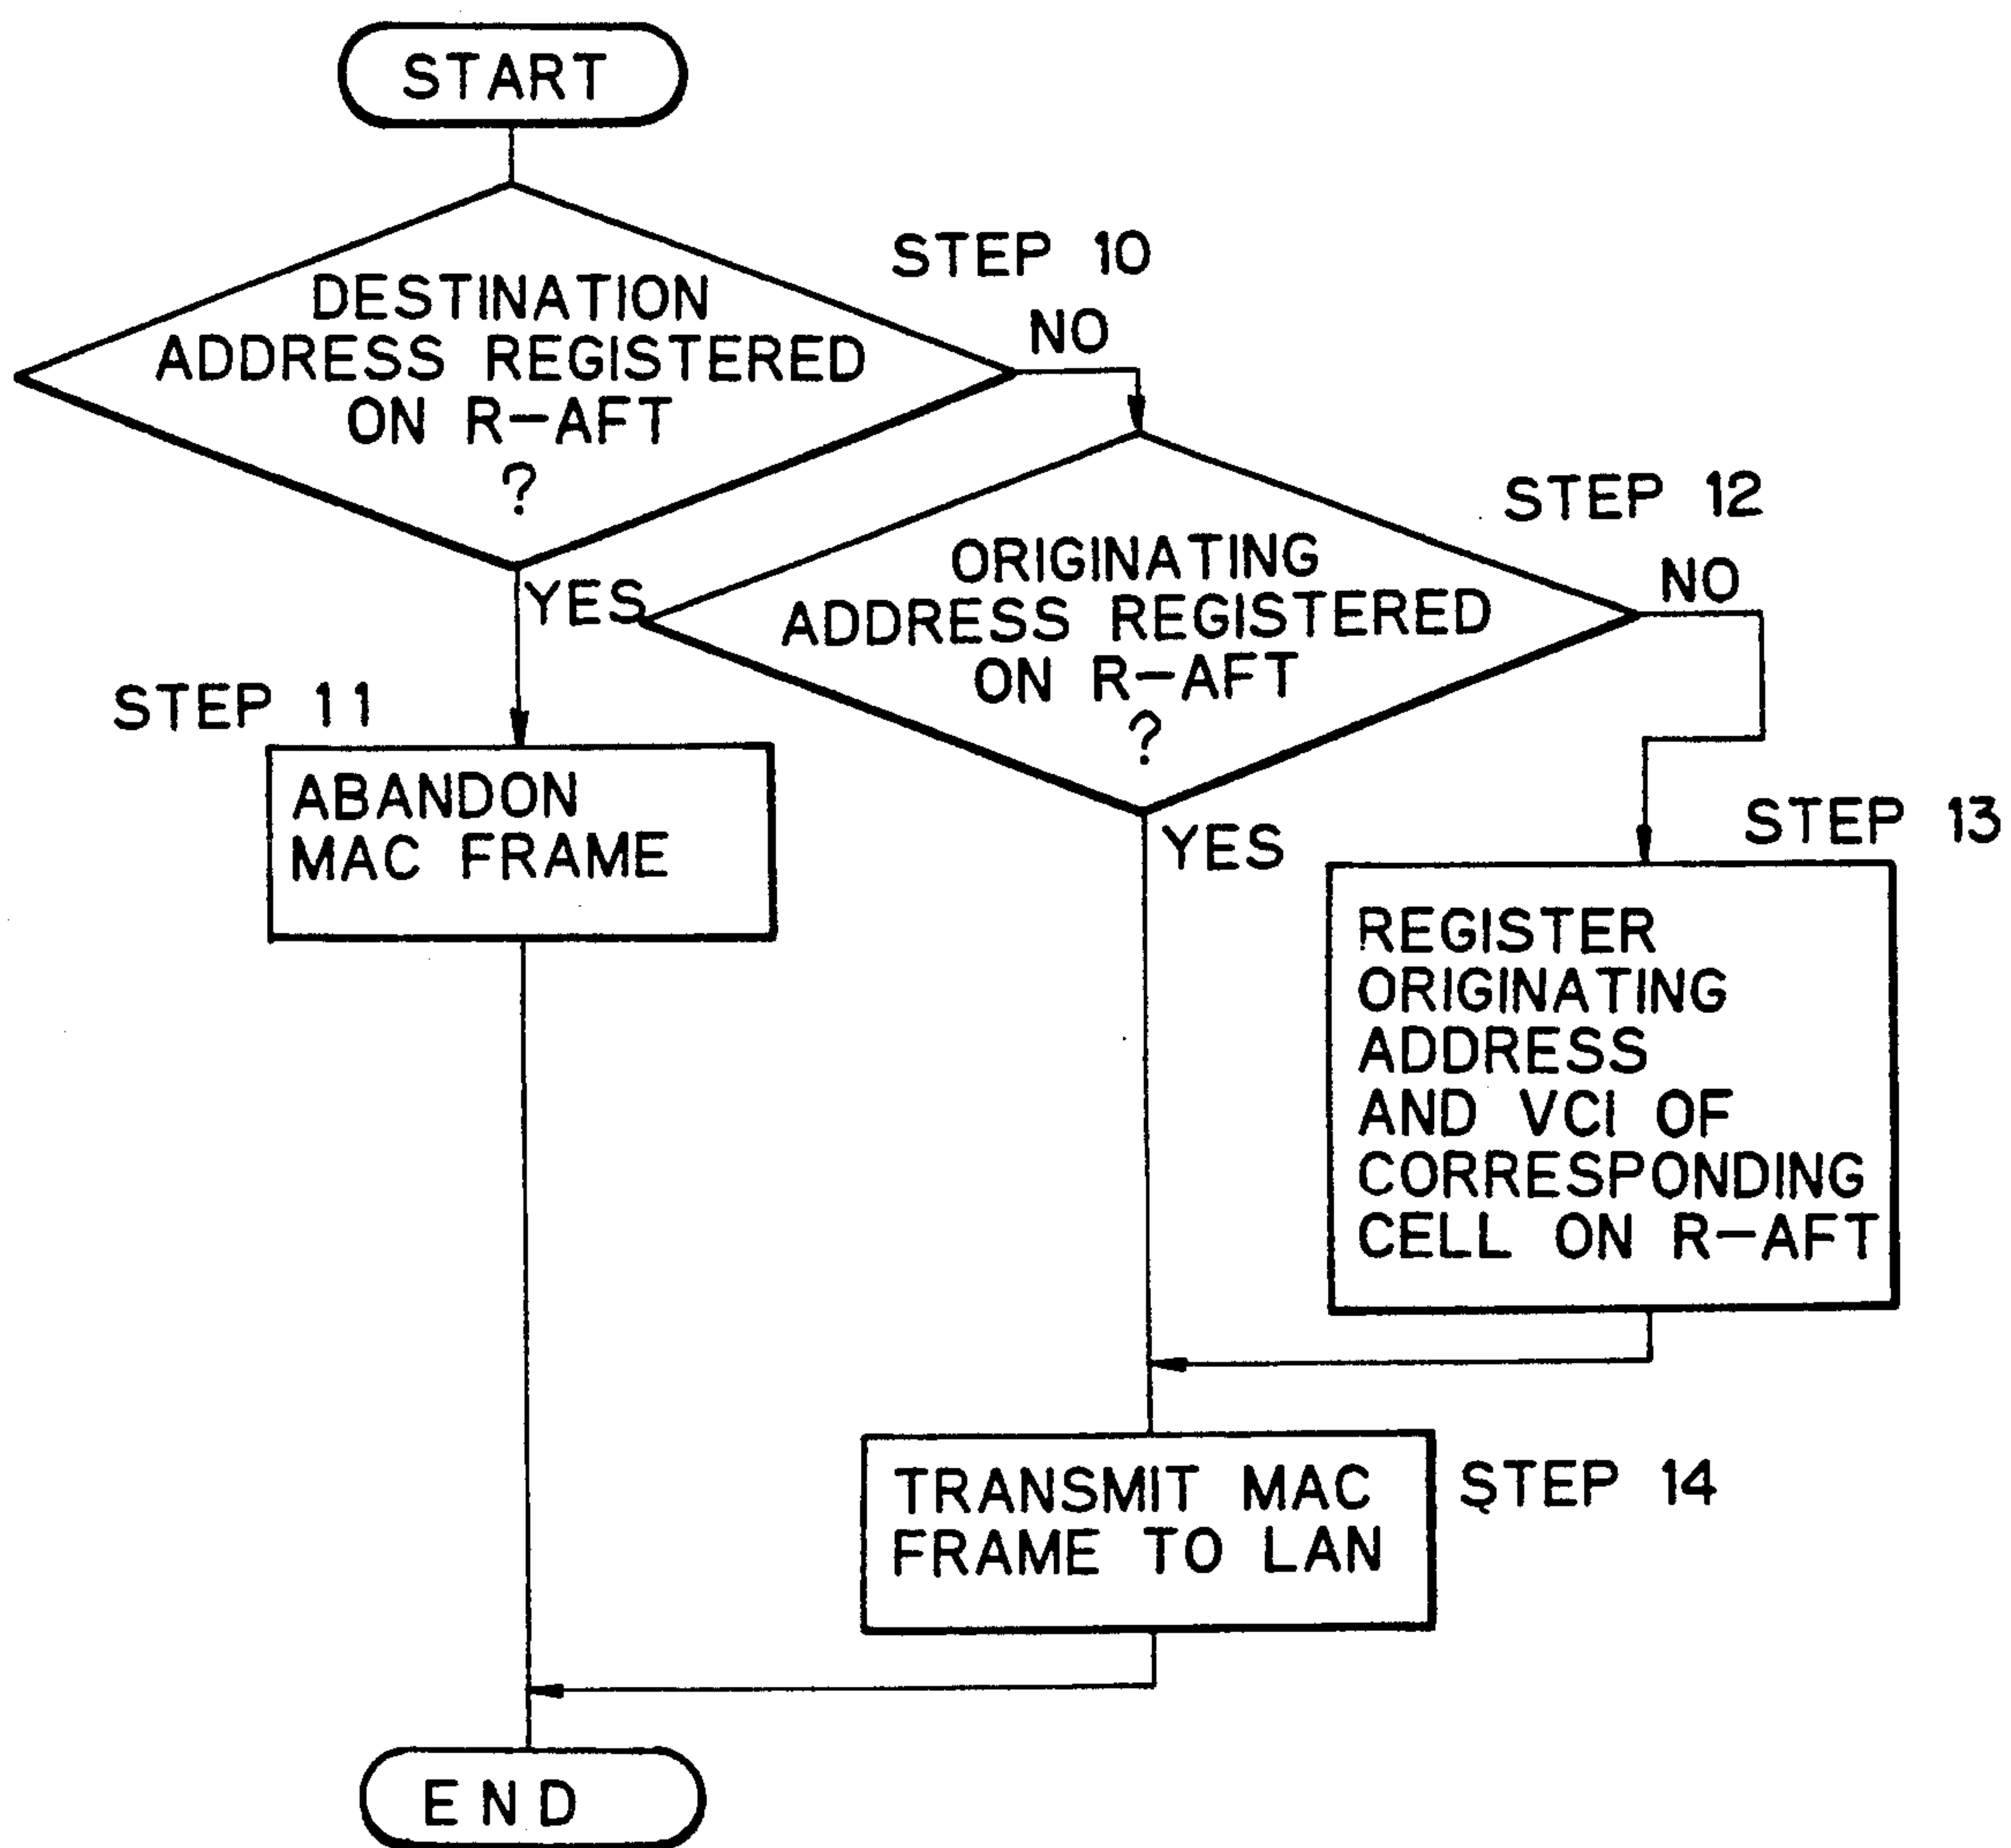 START
STEP 10
DESTINATION
ADDRESS REGISTERED
ON R-AFT
?
NO
YES
STEP 11
ABANDON
MAC FRAME
STEP 12
ORIGINATING
ADDRESS REGISTERED
ON R-AFT
?
NO
YES
STEP 13
REGISTER
ORIGINATING
ADDRESS
AND VCI OF
CORRESPONDING
CELL ON R-AFT
TRANSMIT MAC
FRAME TO LAN
STEP 14
END